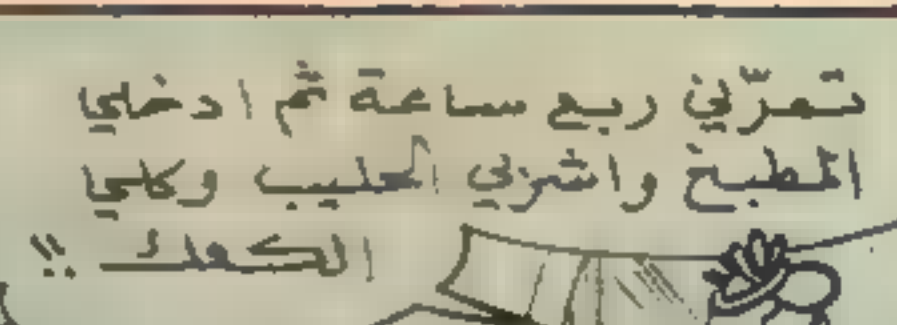 تمرّني ربع ساعة ثم ادخلي
المطبخ واشربي الحليب وكلي
الكعك !!